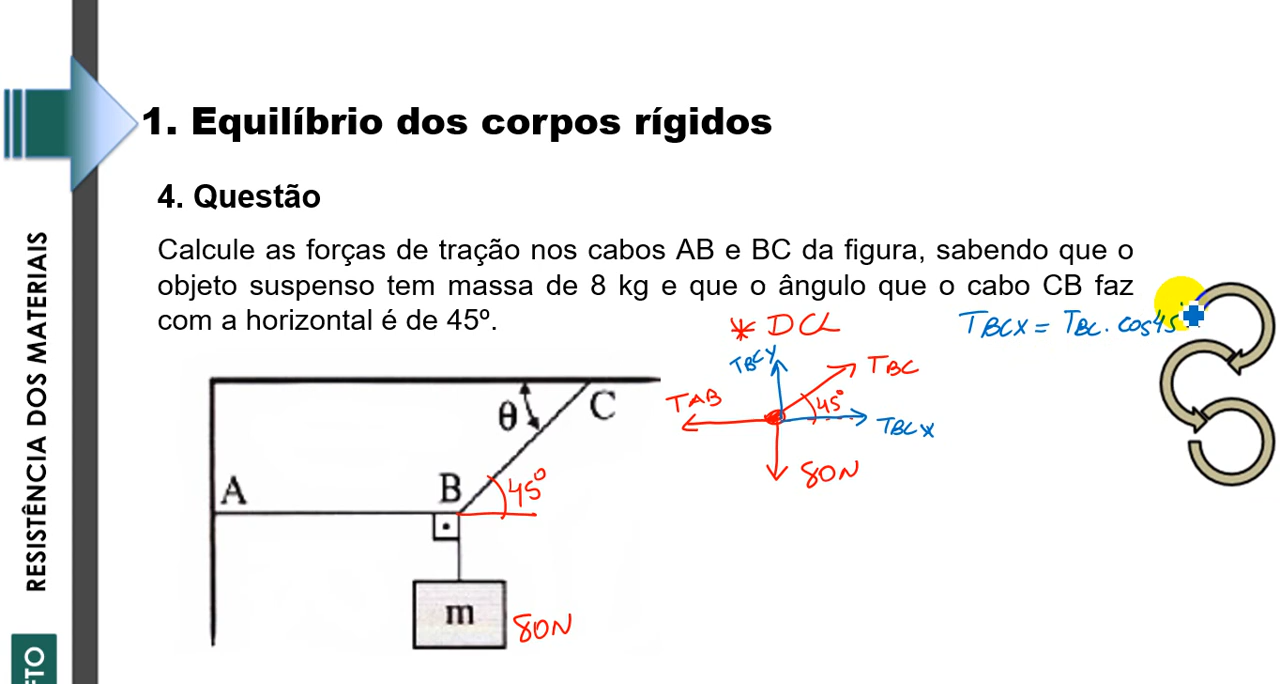 1. Equilíbrio dos corpos rígidos
4. Questão
Calcule as forças de tração nos cabos AB e BC da figura, sabendo que o
objeto suspenso tem massa de 8 kg e que o ângulo que o cabo CB faz
com a horizontal é de 45º.
* DCL
TBCX = TBC. cos45°
TBCY
TBC
TAB
45°
TBCX
80N
θ
C
A
B
45°
m
80N
RESISTÊNCIA DOS MATERIAIS